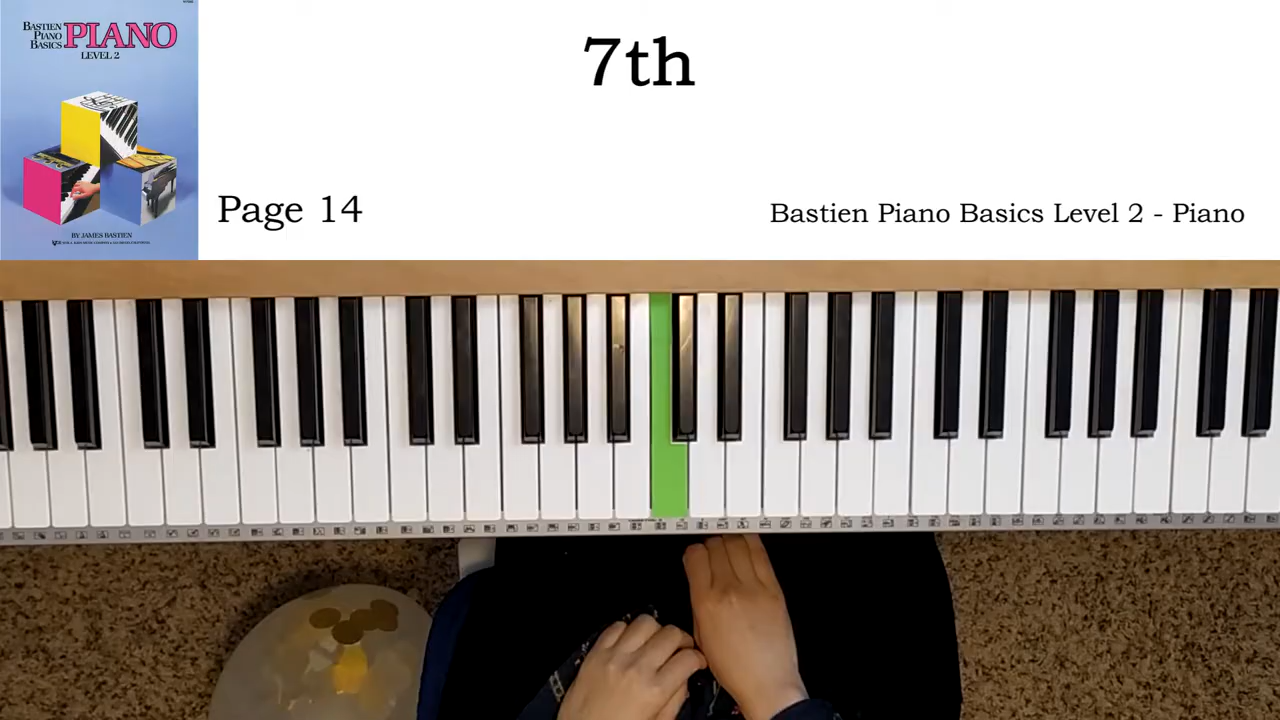 BASTIEN
PIANO
BASICS
PIANO
LEVEL 2
BY JAMES BASTIEN
7th
Page 14
Bastien Piano Basics Level 2 - Piano